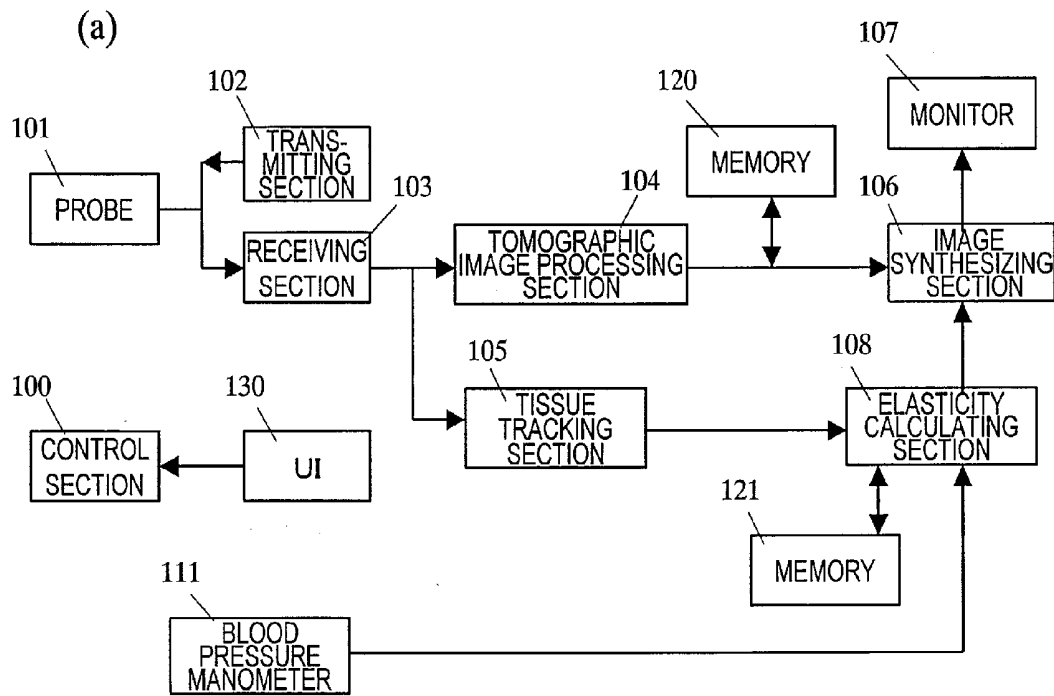 (a)
107
MONITOR
102
TRANS-
MITTING
SECTION
120
MEMORY
101
PROBE
103
RECEIVING
SECTION
104
TOMOGRAPHIC
IMAGE PROCESSING
SECTION
106
IMAGE
SYNTHESIZING
SECTION
105
TISSUE
TRACKING
SECTION
108
ELASTICITY
CALCULATING
SECTION
100
CONTROL
SECTION
130
UI
121
MEMORY
111
BLOOD
PRESSURE
MANOMETER